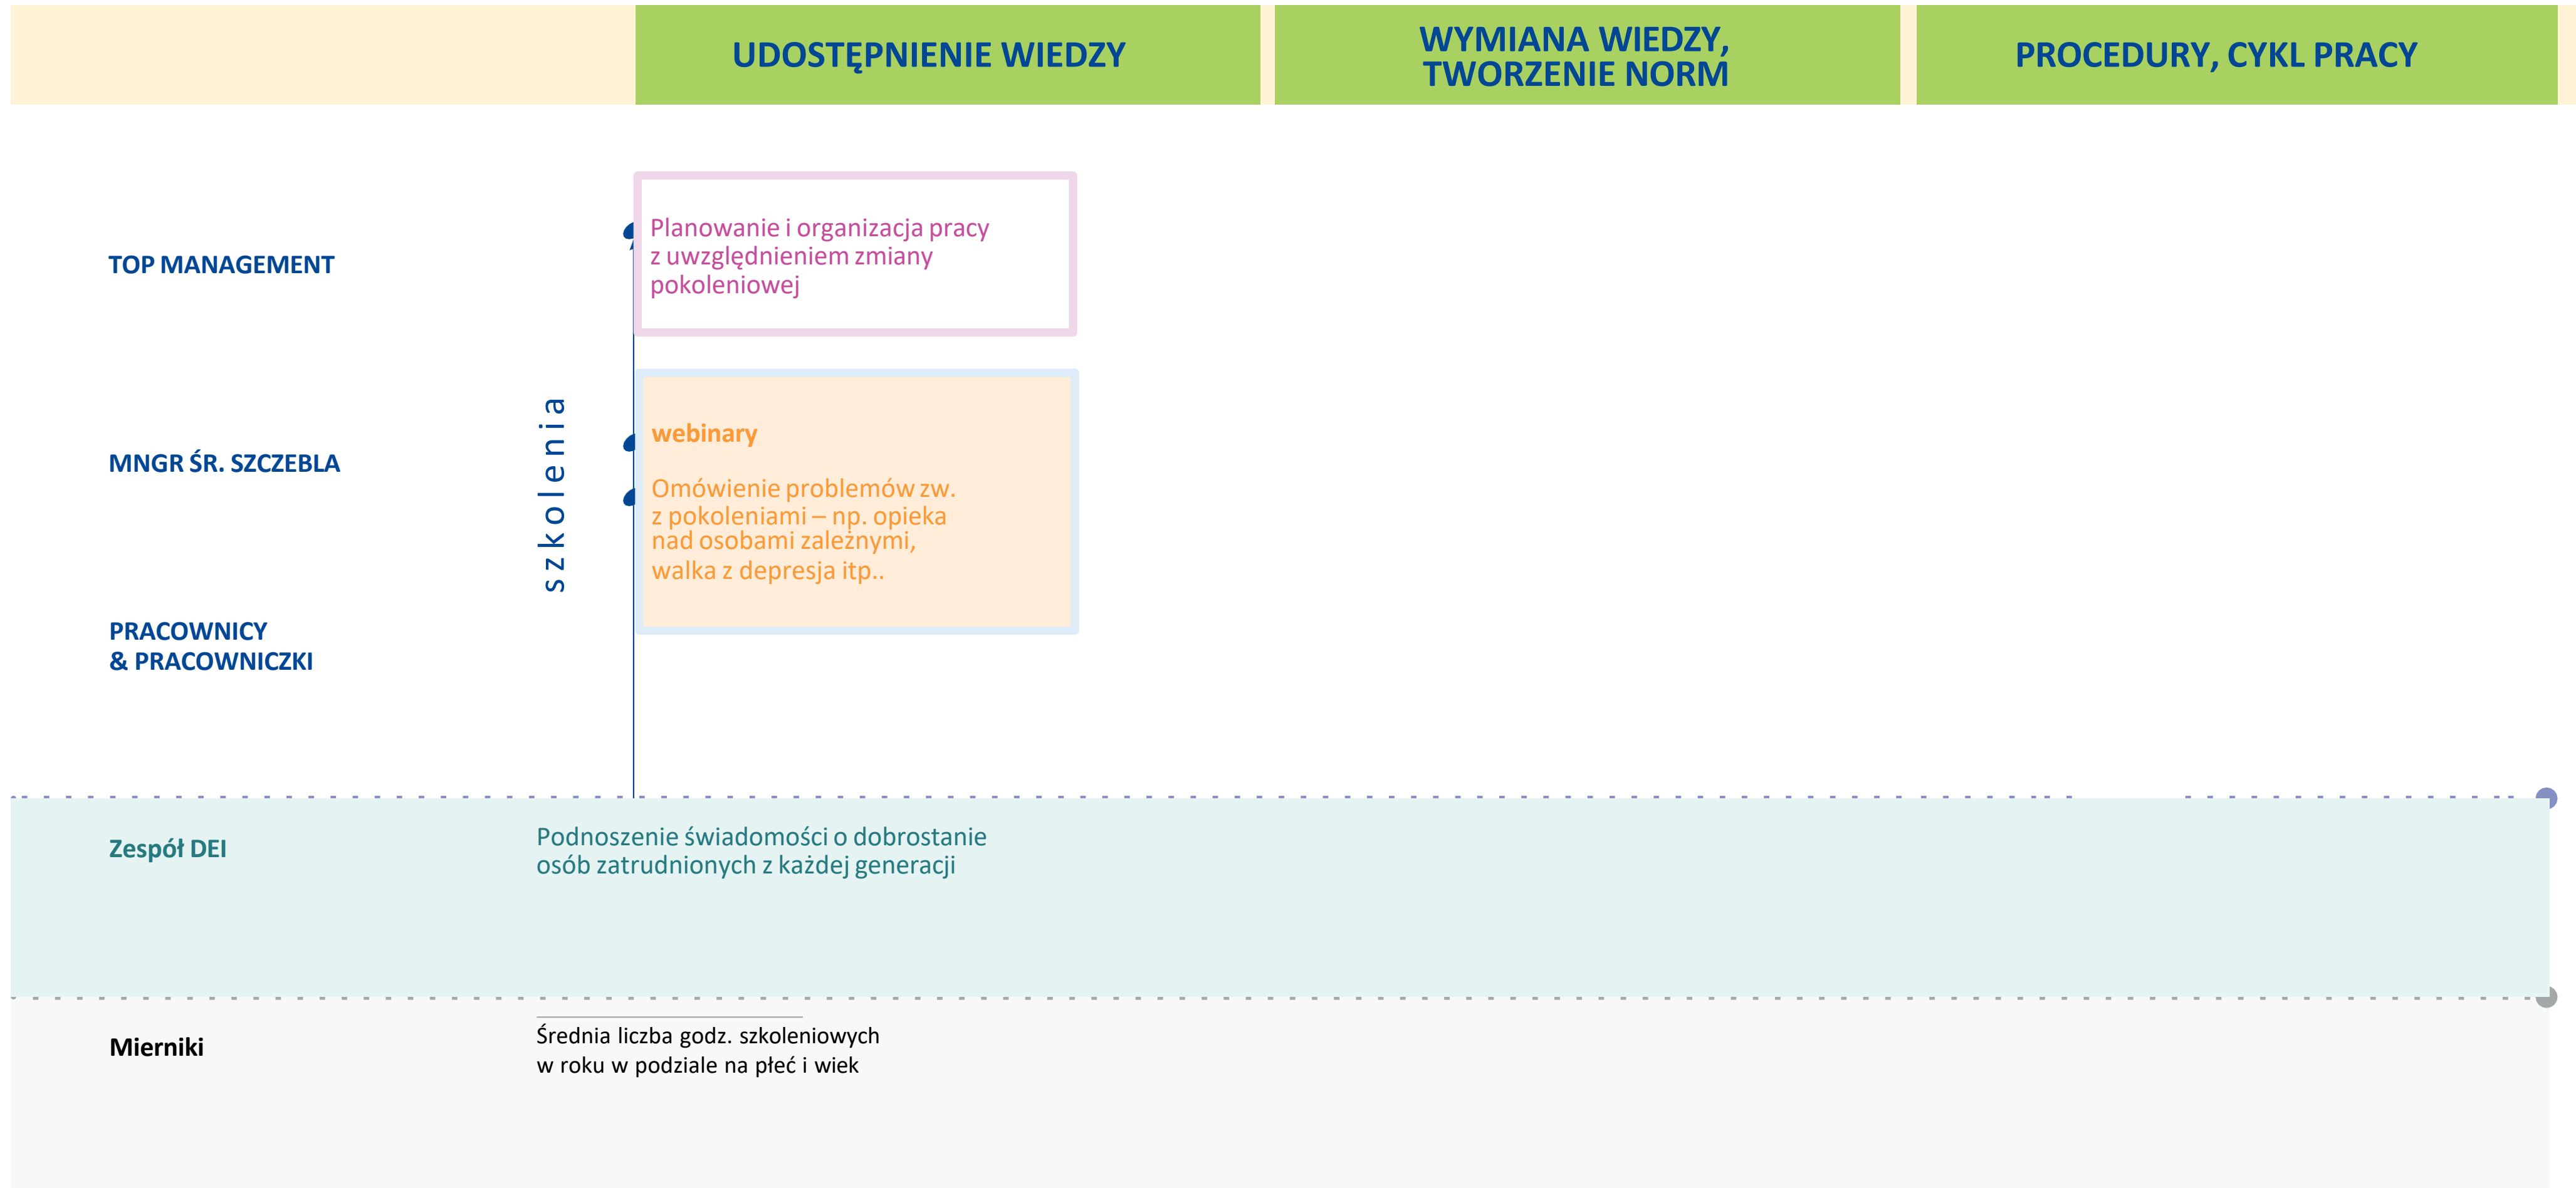 UDOSTĘPNIENIE WIEDZY
WYMIANA WIEDZY,
TWORZENIE NORM
PROCEDURY, CYKL PRACY
TOP MANAGEMENT
Planowanie i organizacja pracy
z uwzględnieniem zmiany
pokoleniowej
szkolenia
MNGR ŚR. SZCZEBLA
webinary
Omówienie problemów zw.
z pokoleniami – np. opieka
nad osobami zależnymi,
walka z depresja itp..
PRACOWNICY
& PRACOWNICZKI
Zespół DEI
Podnoszenie świadomości o dobrostanie
osób zatrudnionych z każdej generacji
Mierniki
Średnia liczba godz. szkoleniowych
w roku w podziale na płeć i wiek